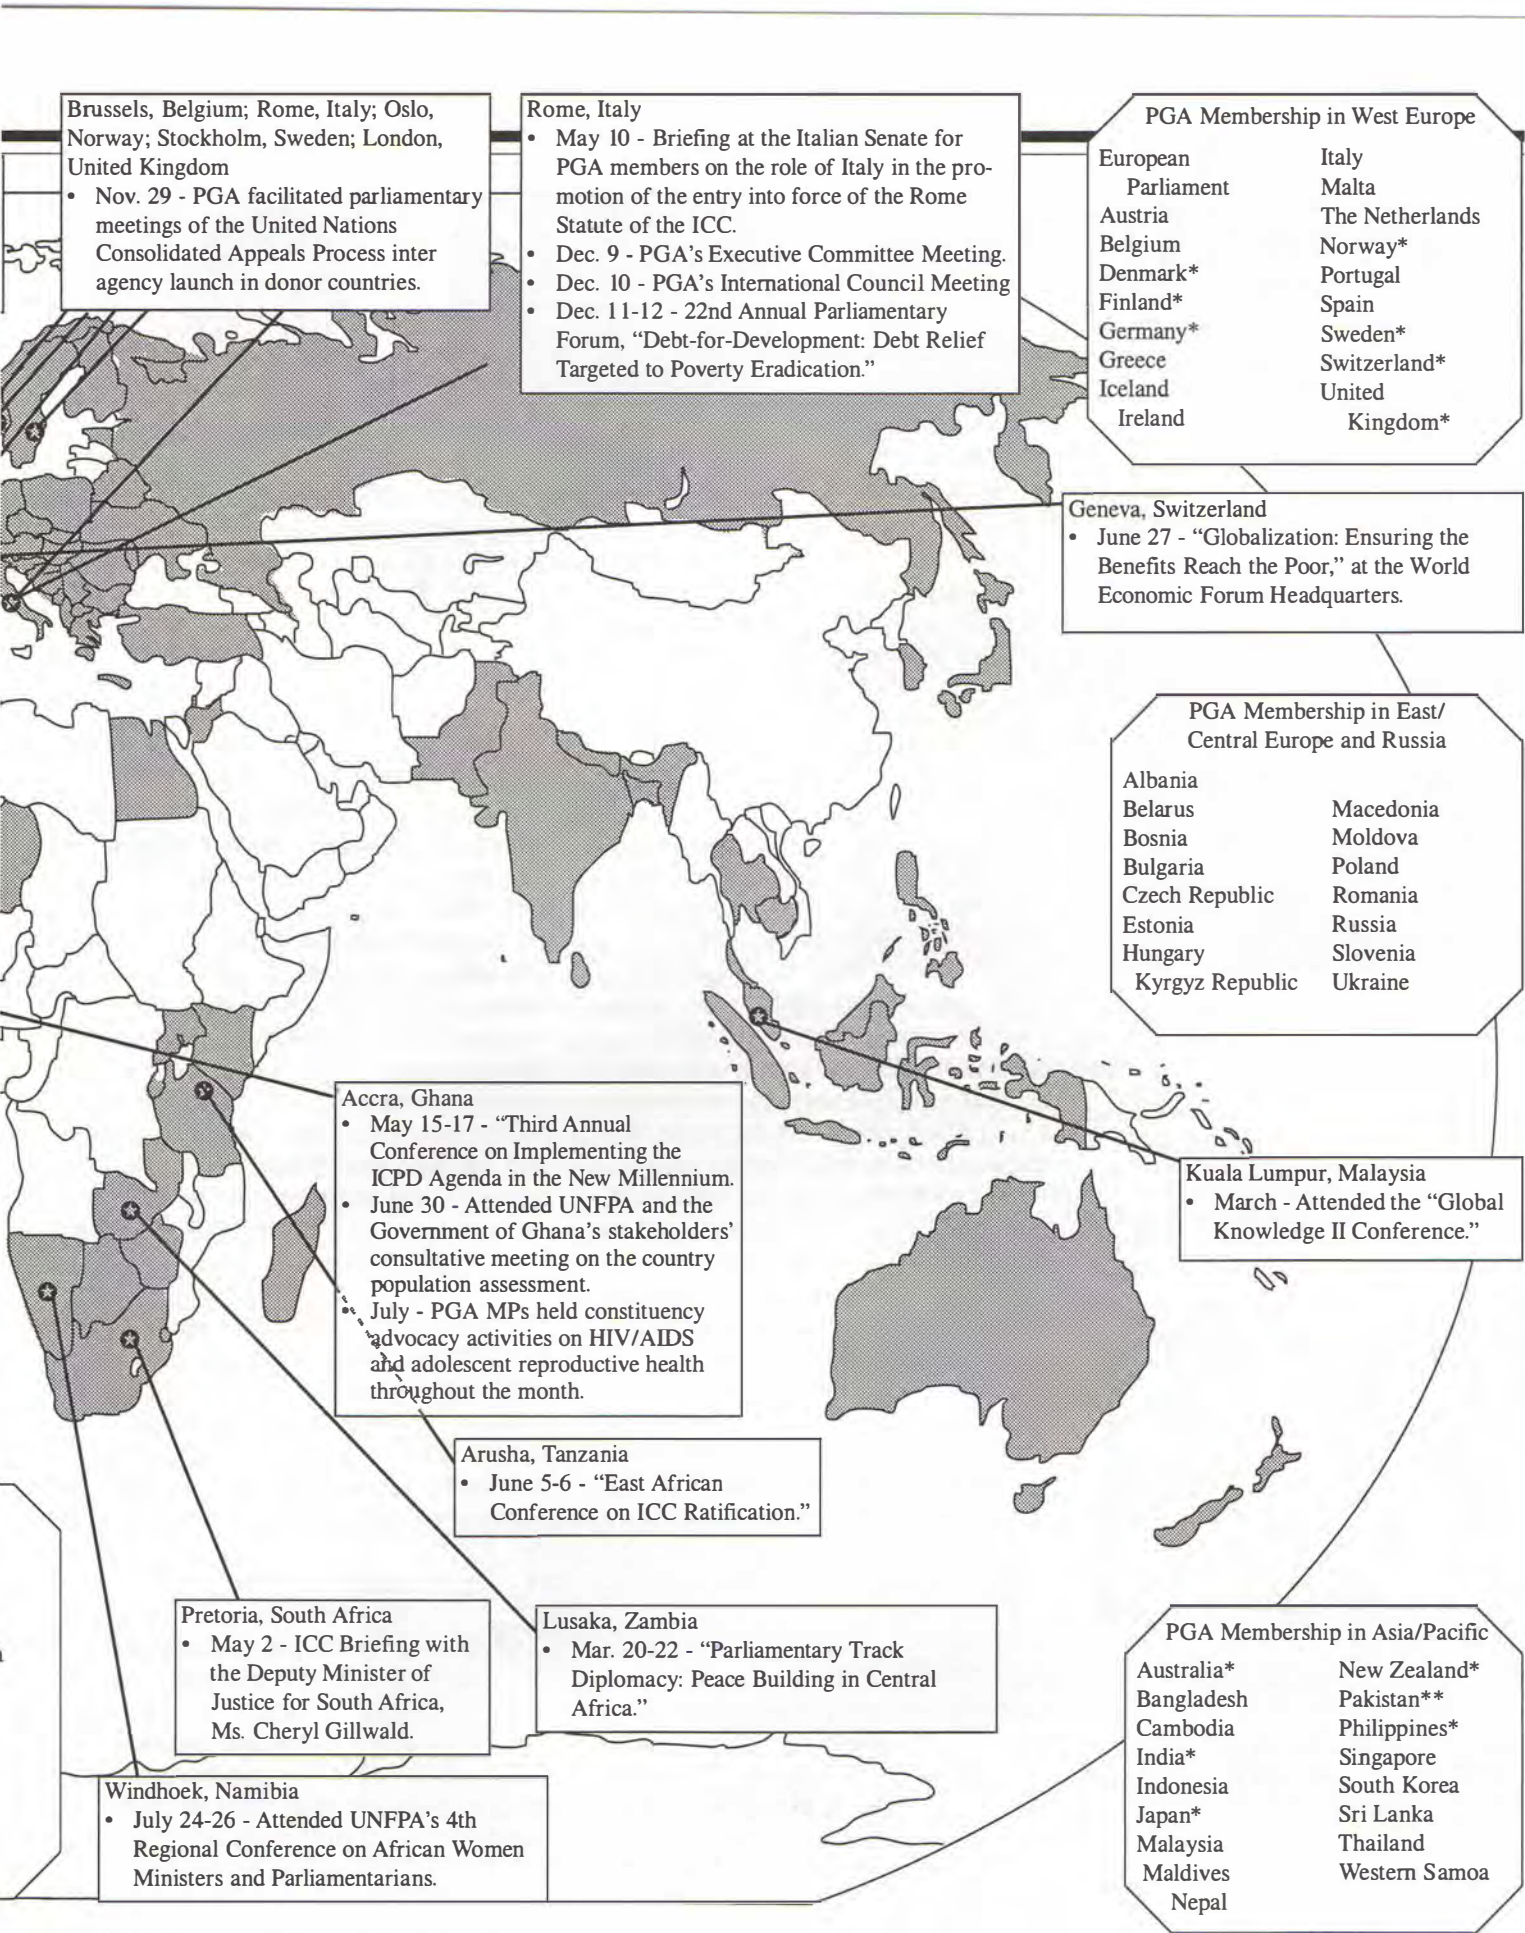 Brussels, Belgium; Rome, Italy; Oslo,
Norway; Stockholm, Sweden; London,
United Kingdom
• Nov. 29 - PGA facilitated parliamentary
meetings of the United Nations
Consolidated Appeals Process inter
agency launch in donor countries.
Rome, Italy
• May 10 - Briefing at the Italian Senate for
PGA members on the role of Italy in the pro-
motion of the entry into force of the Rome
Statute of the ICC.
• Dec. 9 - PGA's Executive Committee Meeting.
• Dec. 10 - PGA's International Council Meeting
• Dec. 11-12 - 22nd Annual Parliamentary
Forum, “Debt-for-Development: Debt Relief
Targeted to Poverty Eradication.”
PGA Membership in West Europe
European
Parliament
Austria
Belgium
Denmark*
Finland*
Germany*
Greece
Iceland
Ireland
Italy
Malta
The Netherlands
Norway*
Portugal
Spain
Sweden*
Switzerland*
United
Kingdom*
Geneva, Switzerland
• June 27 - “Globalization: Ensuring the
Benefits Reach the Poor,” at the World
Economic Forum Headquarters.
PGA Membership in East/
Central Europe and Russia
Albania
Belarus
Bosnia
Bulgaria
Czech Republic
Estonia
Hungary
Kyrgyz Republic
Macedonia
Moldova
Poland
Romania
Russia
Slovenia
Ukraine
Accra, Ghana
• May 15-17 - “Third Annual
Conference on Implementing the
ICPD Agenda in the New Millennium.
• June 30 - Attended UNFPA and the
Government of Ghana's stakeholders'
consultative meeting on the country
population assessment.
• July - PGA MPs held constituency
advocacy activities on HIV/AIDS
and adolescent reproductive health
throughout the month.
Kuala Lumpur, Malaysia
• March - Attended the “Global
Knowledge II Conference.”
Arusha, Tanzania
• June 5-6 - “East African
Conference on ICC Ratification.”
Pretoria, South Africa
• May 2 - ICC Briefing with
the Deputy Minister of
Justice for South Africa,
Ms. Cheryl Gillwald.
Lusaka, Zambia
• Mar. 20-22 - “Parliamentary Track
Diplomacy: Peace Building in Central
Africa.”
Windhoek, Namibia
• July 24-26 - Attended UNFPA's 4th
Regional Conference on African Women
Ministers and Parliamentarians.
PGA Membership in Asia/Pacific
Australia*
Bangladesh
Cambodia
India*
Indonesia
Japan*
Malaysia
Maldives
Nepal
New Zealand*
Pakistan**
Philippines*
Singapore
South Korea
Sri Lanka
Thailand
Western Samoa